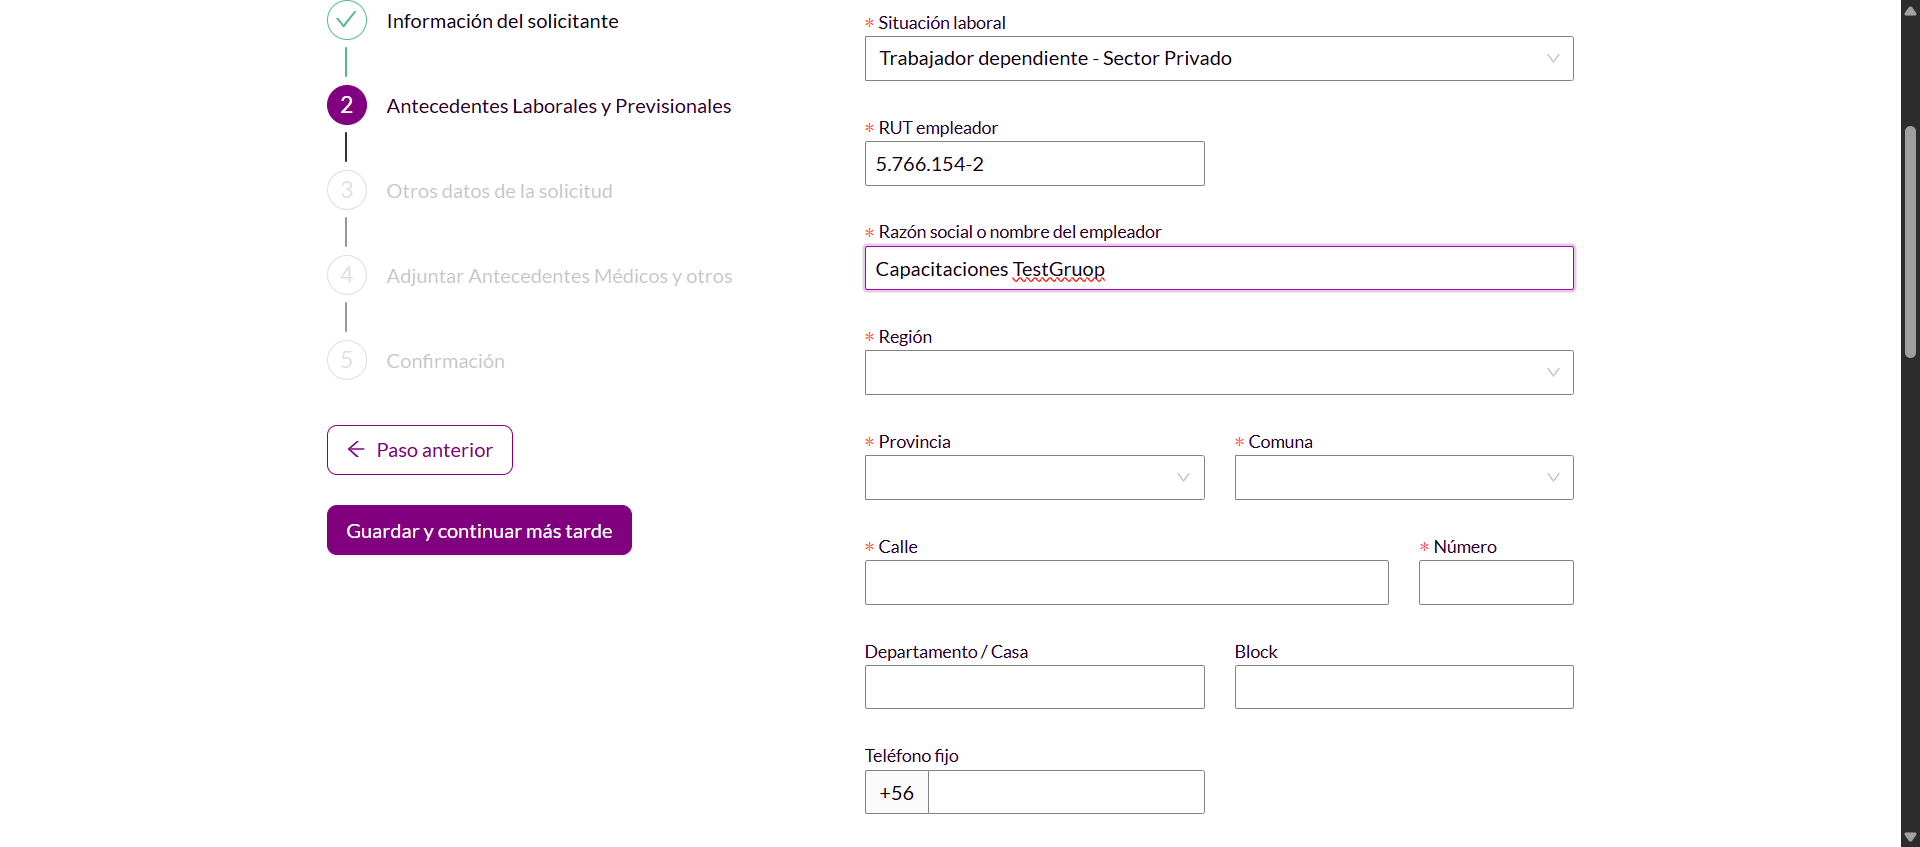 Información del solicitante
2
Antecedentes Laborales y Previsionales
3
Otros datos de la solicitud
4
Adjuntar Antecedentes Médicos y otros
5
Confirmación
Paso anterior
Guardar y continuar más tarde
* Situación laboral
Trabajador dependiente - Sector Privado
* RUT empleador
5.766.154-2
* Razón social o nombre del empleador
Capacitaciones TestGruop
* Región
* Provincia
* Comuna
* Calle
* Número
Departamento / Casa
Block
Teléfono fijo
+56